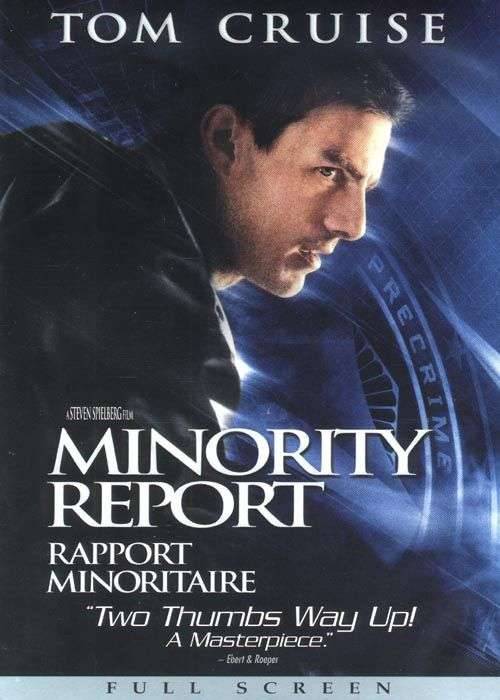 TOM CRUISE
PRECRIME
A STEVEN SPIELBERG FILM
MINORITY
REPORT
RAPPORT
MINORITAIRE
"Two Thumbs Way Up!
A Masterpiece."
– Ebert & Roeper
FULL SCREEN